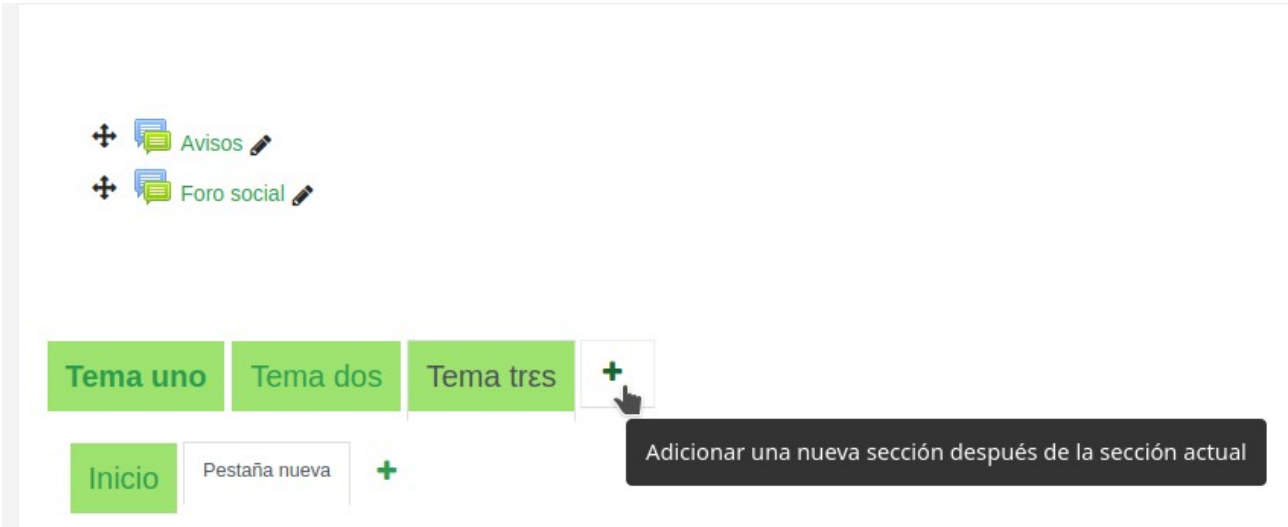 Avisos
Foro social
Tema uno
Tema dos
Tema trεs
Adicionar una nueva sección después de la sección actual
Inicio
Pestaña nueva